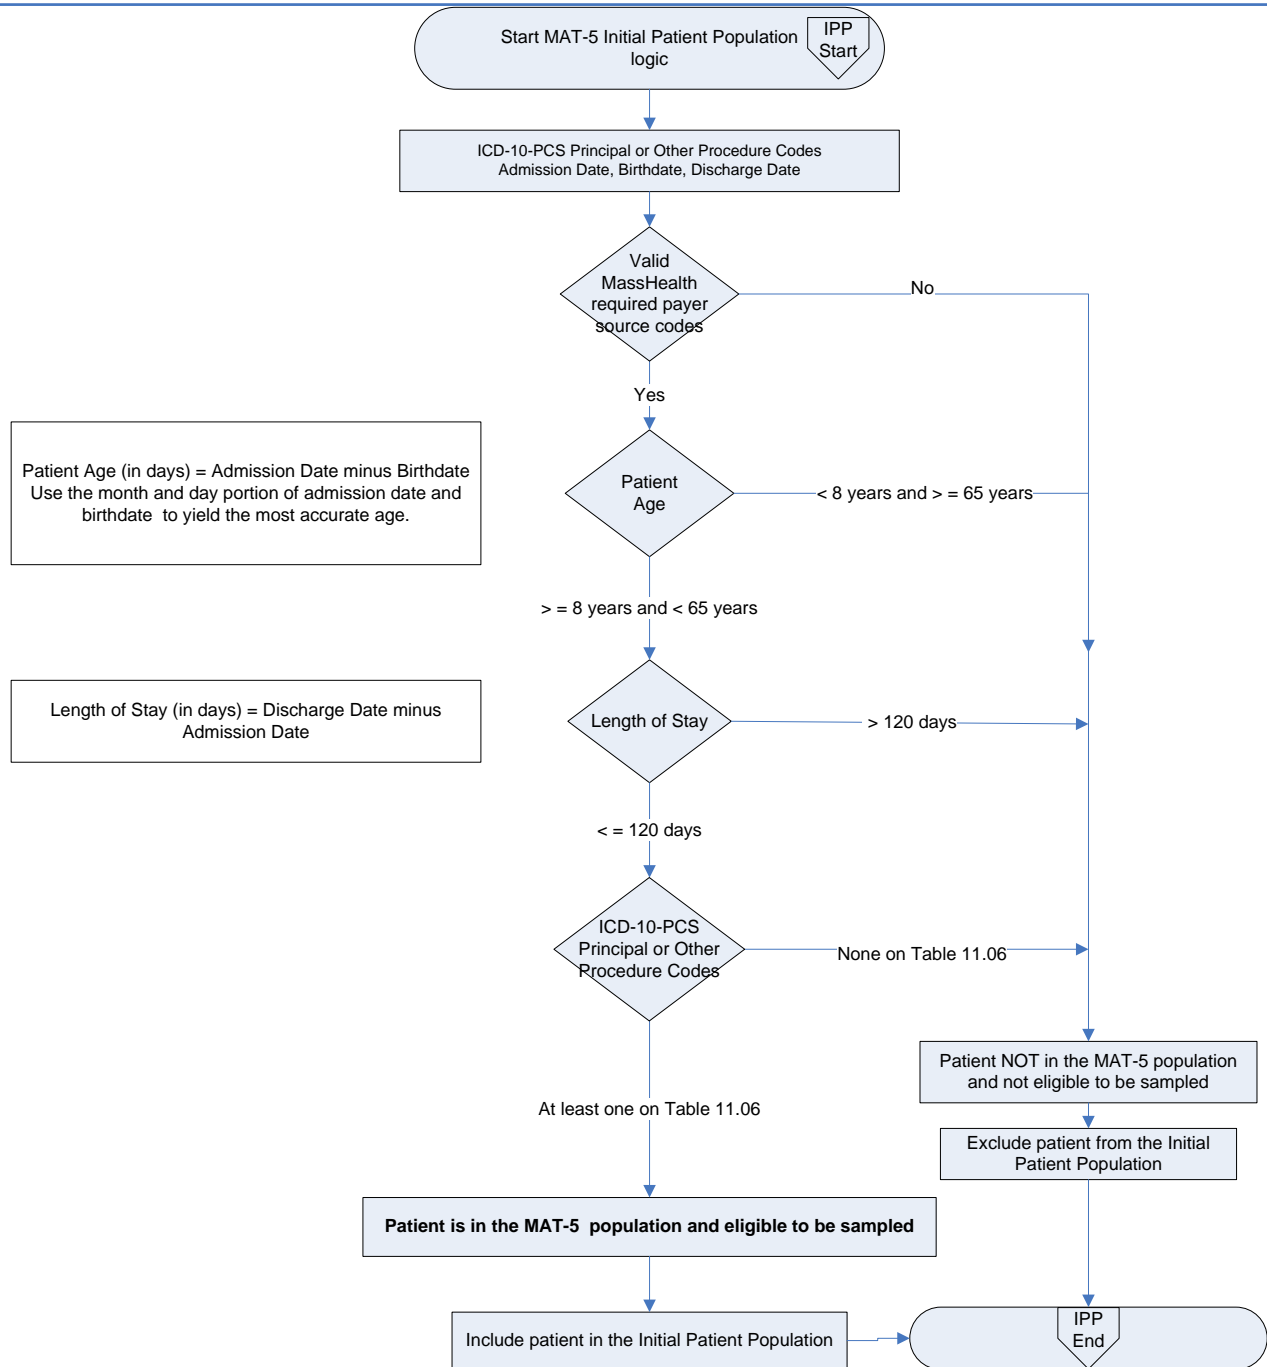 Start MAT-5 Initial Patient Population
logic
IPP
Start
ICD-10-PCS Principal or Other Procedure Codes
Admission Date, Birthdate, Discharge Date
Valid
MassHealth
required payer
source codes
No
Yes
Patient Age (in days) = Admission Date minus Birthdate
Use the month and day portion of admission date and
birthdate to yield the most accurate age.
Patient
Age
< 8 years and > = 65 years
> = 8 years and < 65 years
Length of Stay (in days) = Discharge Date minus
Admission Date
Length of Stay
> 120 days
< = 120 days
ICD-10-PCS
Principal or Other
Procedure Codes
None on Table 11.06
Patient NOT in the MAT-5 population
and not eligible to be sampled
At least one on Table 11.06
Exclude patient from the Initial
Patient Population
Patient is in the MAT-5 population and eligible to be sampled
Include patient in the Initial Patient Population
IPP
End